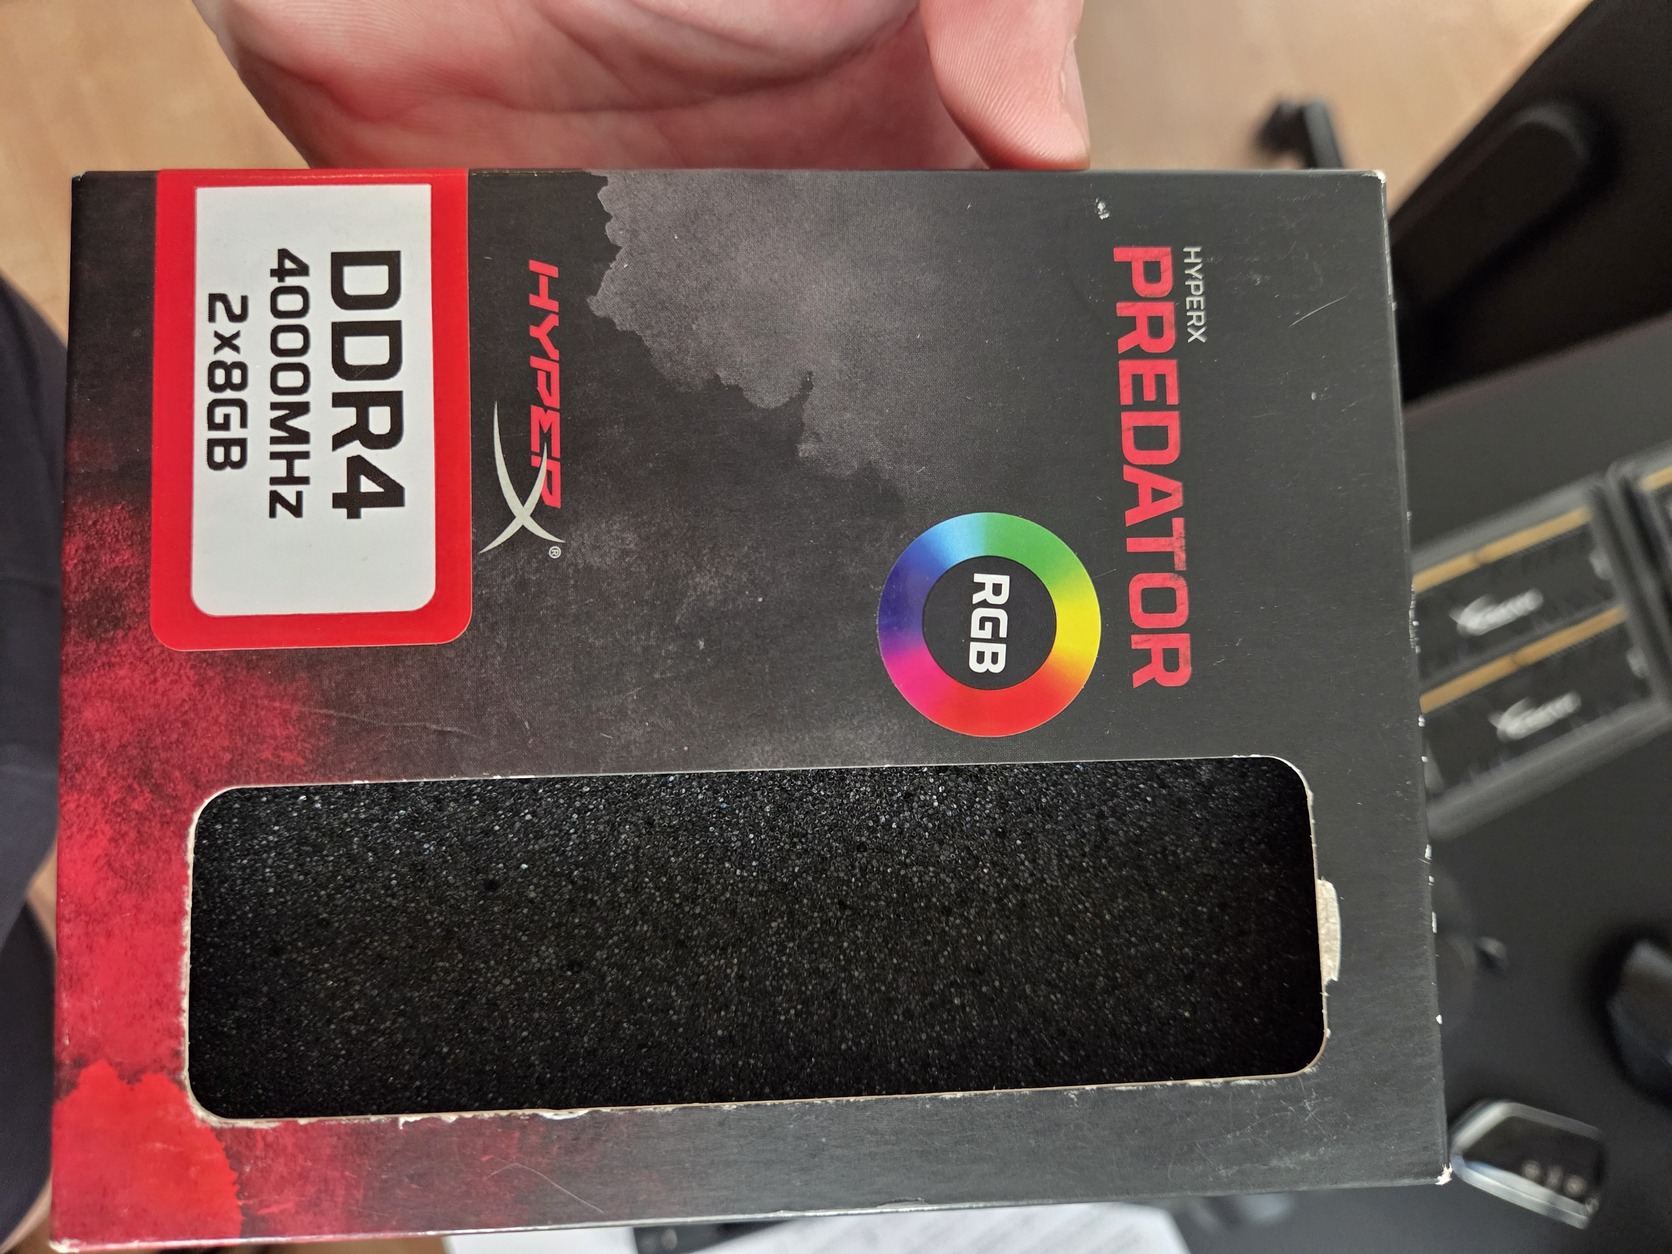 HYPERX
PREDATOR
RGB
HYPERX®
DDR4
4000MHz
2x8GB